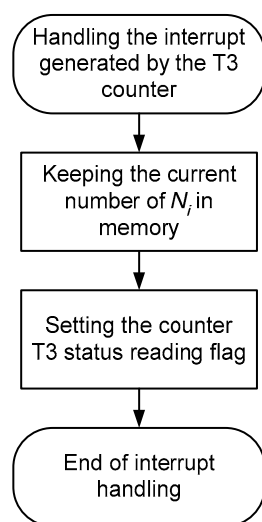 Handling the interrupt
generated by the T3
counter
Keeping the current
number of Nᵢ in
memory
Setting the counter
T3 status reading flag
End of interrupt
handling